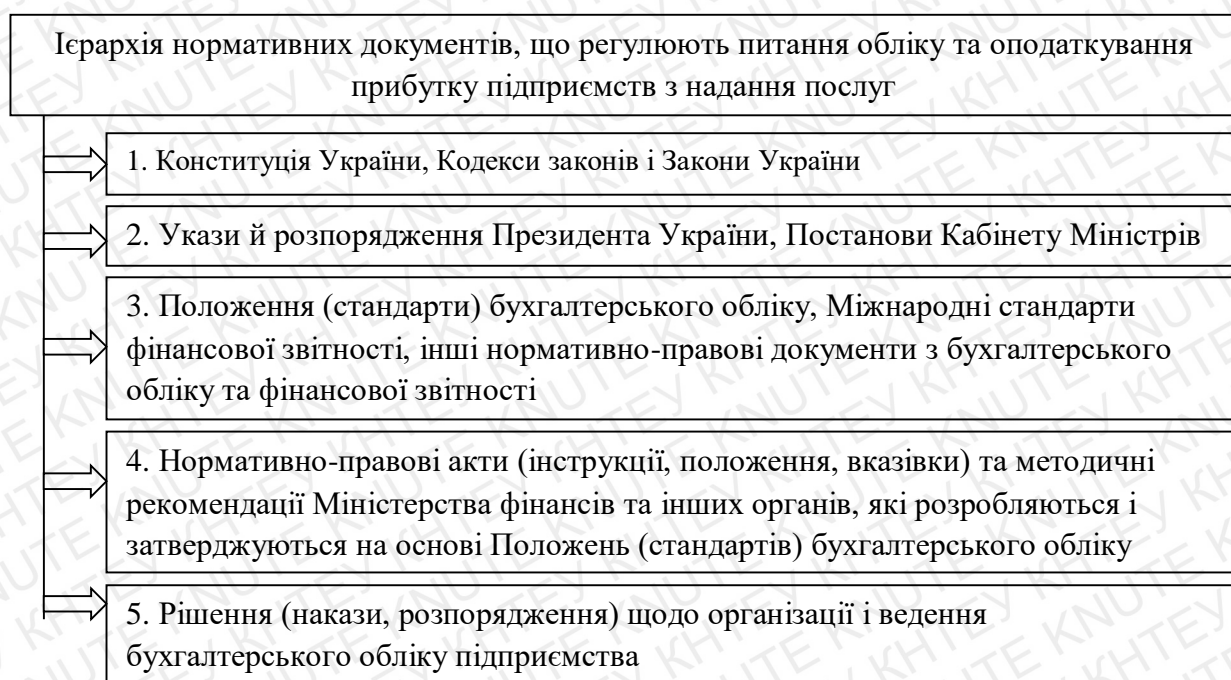 Ієрархія нормативних документів, що регулюють питання обліку та оподаткування
прибутку підприємств з надання послуг
1. Конституція України, Кодекси законів і Закони України
2. Укази й розпорядження Президента України, Постанови Кабінету Міністрів
3. Положення (стандарти) бухгалтерського обліку, Міжнародні стандарти
фінансової звітності, інші нормативно-правові документи з бухгалтерського
обліку та фінансової звітності
4. Нормативно-правові акти (інструкції, положення, вказівки) та методичні
рекомендації Міністерства фінансів та інших органів, які розробляються і
затверджуються на основі Положень (стандартів) бухгалтерського обліку
5. Рішення (накази, розпорядження) щодо організації і ведення
бухгалтерського обліку підприємства